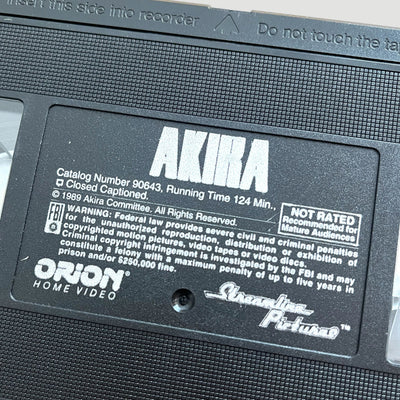 insert this side into recorder
Do not touch the ta
AKIRA
Catalog Number 90643, Running Time 124 Min.,
Closed Captioned.
© 1989 Akira Committee. All Rights Reserved.
NOT RATED
Recommended for
Mature Audiences
FBI WARNING: Federal law provides severe civil and criminal penalties
for the unauthorized reproduction, distribution or exhibition of
copyrighted motion pictures, video tapes or video discs.
Criminal copyright infringement is investigated by the FBI and may
constitute a felony with a maximum penalty of up to five years in
prison and/or $250,000 fine.
ORION
HOME VIDEO
Streamline
Pictures™